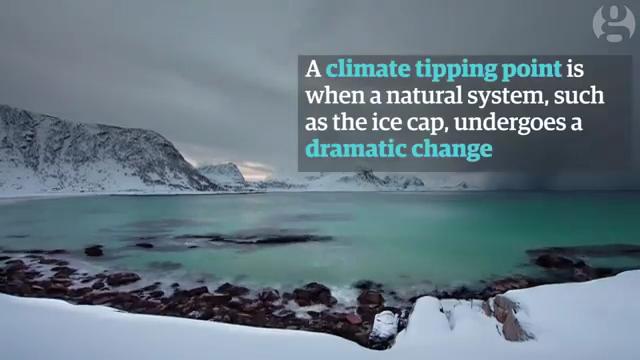 A climate tipping point is
when a natural system, such
as the ice cap, undergoes a
dramatic change